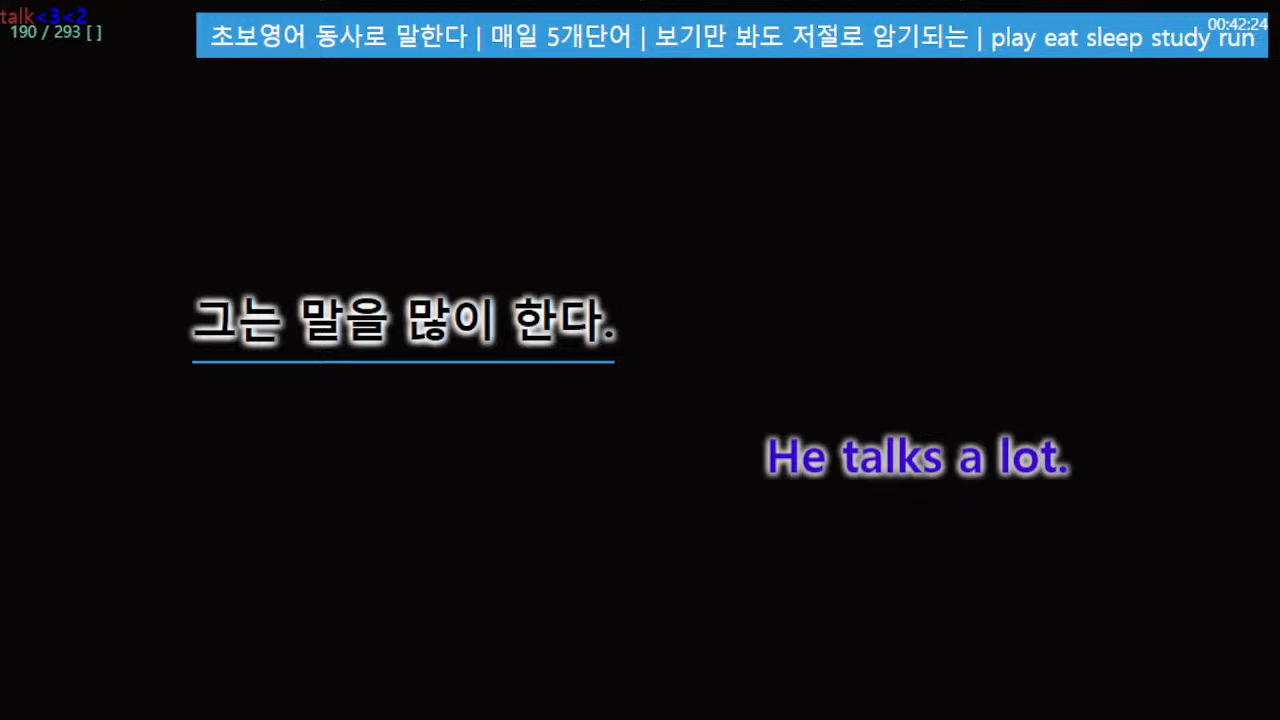 talk<3<2
190 / 293 [ ]
00:42:24
초보영어 동사로 말한다 | 매일 5개단어 | 보기만 봐도 저절로 암기되는 | play eat sleep study run
그는 말을 많이 한다.
He talks a lot.